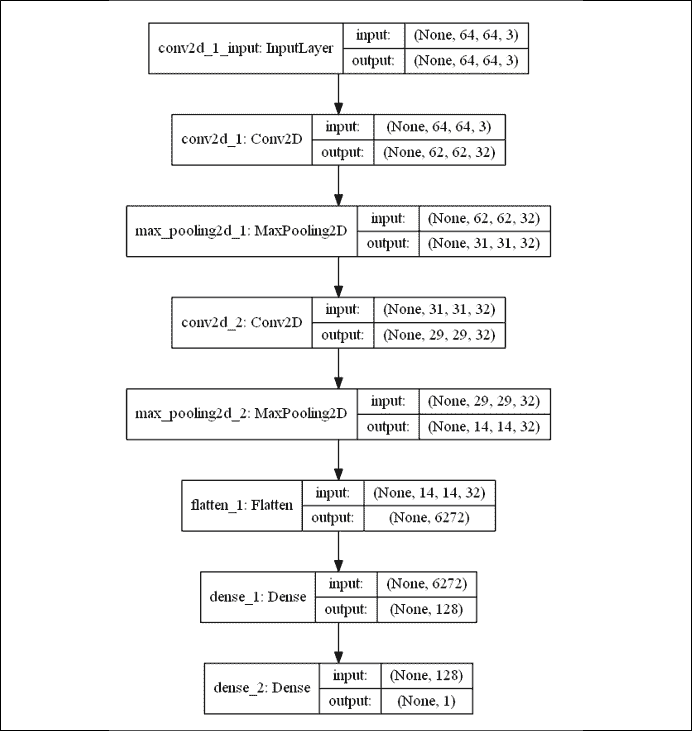 conv2d_1_input: InputLayer
input: (None, 64, 64, 3)
output: (None, 64, 64, 3)
conv2d_1: Conv2D
input: (None, 64, 64, 3)
output: (None, 62, 62, 32)
max_pooling2d_1: MaxPooling2D
input: (None, 62, 62, 32)
output: (None, 31, 31, 32)
conv2d_2: Conv2D
input: (None, 31, 31, 32)
output: (None, 29, 29, 32)
max_pooling2d_2: MaxPooling2D
input: (None, 29, 29, 32)
output: (None, 14, 14, 32)
flatten_1: Flatten
input: (None, 14, 14, 32)
output: (None, 6272)
dense_1: Dense
input: (None, 6272)
output: (None, 128)
dense_2: Dense
input: (None, 128)
output: (None, 1)